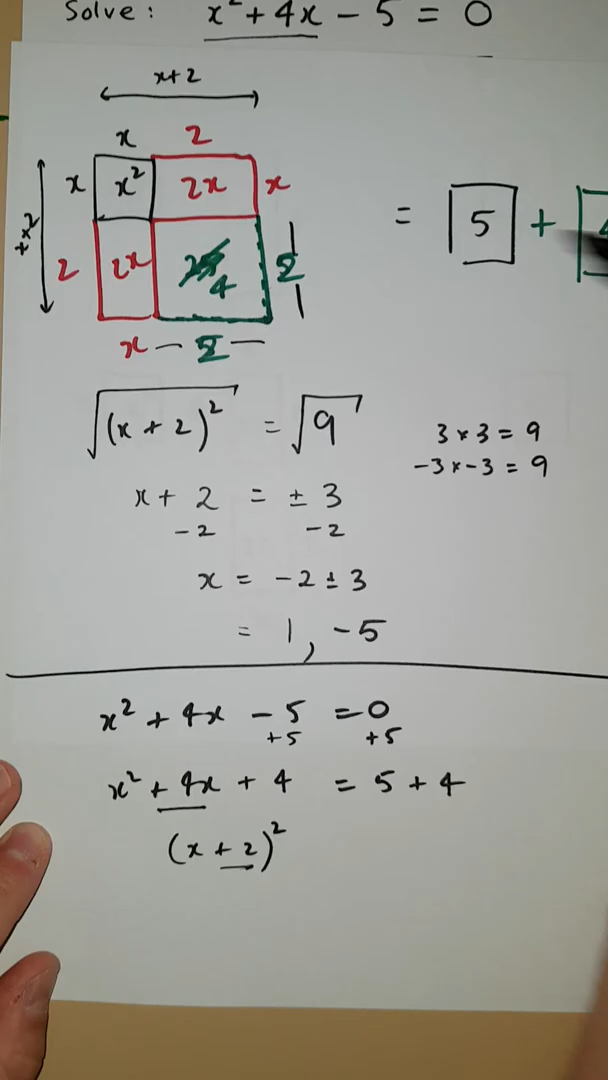 Solve: x² + 4x - 5 = 0
x+2
x 2
x x² 2x x
x+2
2 2x 4 2
x - 2 -
= 5 + 4
√(x + 2)² = √9
3 × 3 = 9
-3 × -3 = 9
x + 2 = ± 3
-2 -2
x = -2 ± 3
= 1, -5
x² + 4x - 5 = 0
+5 +5
x² + 4x + 4 = 5 + 4
(x + 2)²